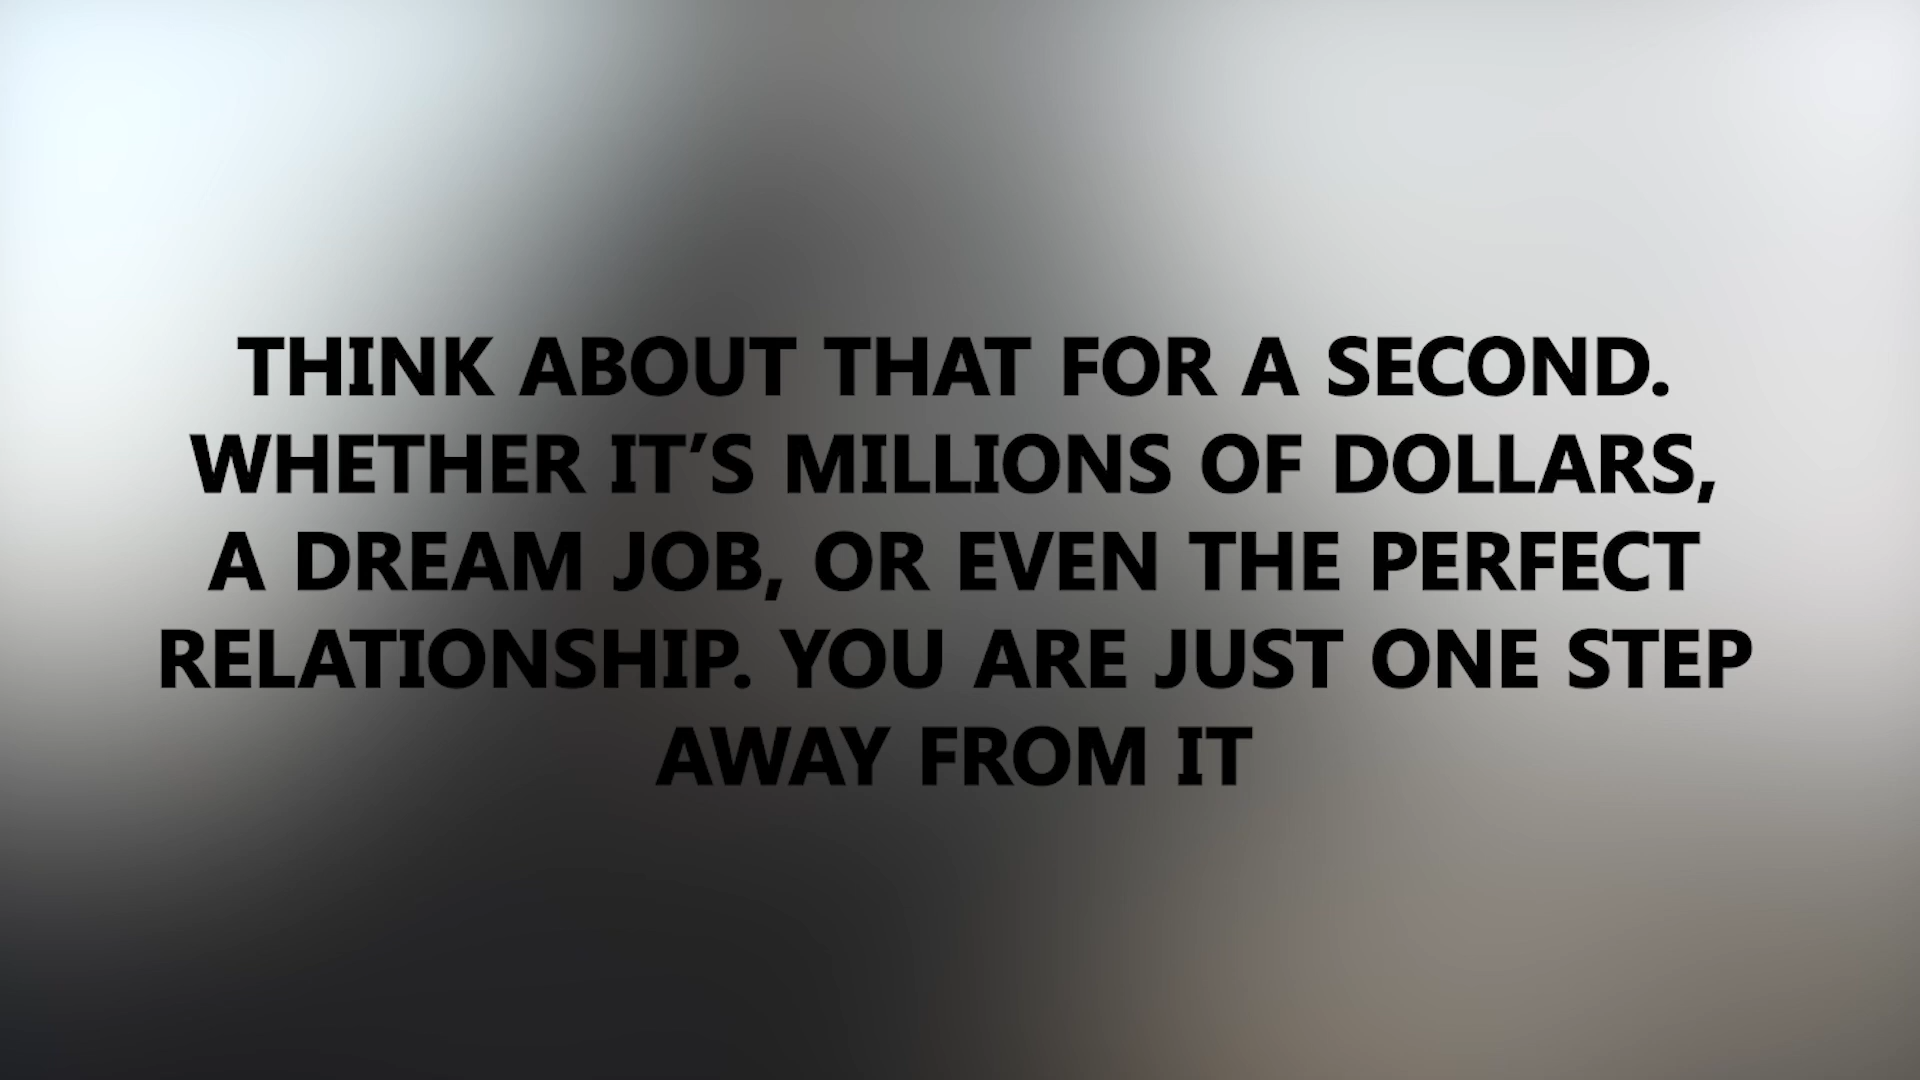 THINK ABOUT THAT FOR A SECOND.
WHETHER IT’S MILLIONS OF DOLLARS,
A DREAM JOB, OR EVEN THE PERFECT
RELATIONSHIP. YOU ARE JUST ONE STEP
AWAY FROM IT